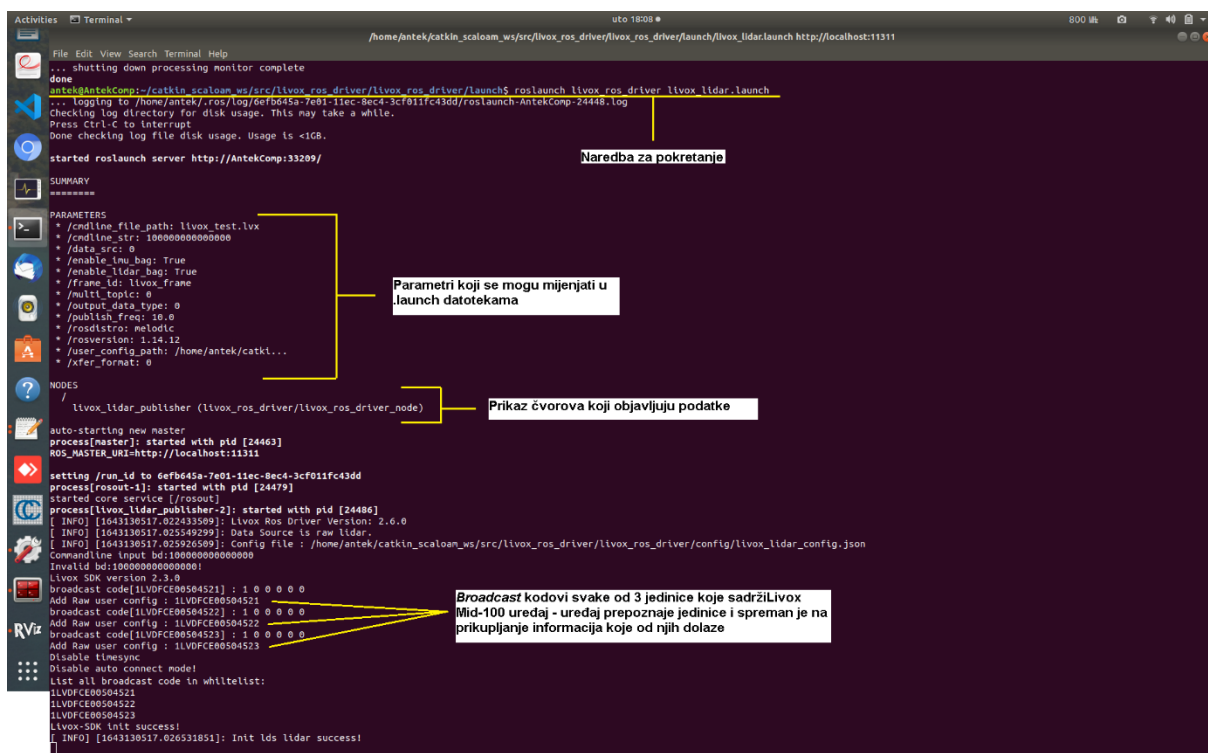 Activities Terminal uto 18:08 800
/home/antek/catkin_scaloam_ws/src/livox_ros_driver/livox_ros_driver/launch/livox_lidar.launch http://localhost:11311
File Edit View Search Terminal Help
... shutting down processing monitor complete
done
antek@AntekComp:~/catkin_scaloam_ws/src/livox_ros_driver/livox_ros_driver/launch$ roslaunch livox_ros_driver livox_lidar.launch
... logging to /home/antek/.ros/log/6efb645a-7e01-11ec-8ec4-3cf011fc43dd/roslaunch-AntekComp-24448.log
Checking log directory for disk usage. This may take a while.
Press Ctrl-C to interrupt
Done checking log file disk usage. Usage is <1GB.
Naredba za pokretanje
started roslaunch server http://AntekComp:33209/
SUMMARY
========
PARAMETERS
* /cmdline_file_path: livox_test.lvx
* /cmdline_str: 100000000000000
* /data_src: 0
* /enable_imu_bag: True
* /enable_lidar_bag: True
* /frame_id: livox_frame
* /multi_topic: 0
* /output_data_type: 0
* /publish_freq: 10.0
* /rosdistro: melodic
* /rosversion: 1.14.12
* /user_config_path: /home/antek/catki...
* /xfer_format: 0
Parametri koji se mogu mijenjati u
.launch datotekama
NODES
/
livox_lidar_publisher (livox_ros_driver/livox_ros_driver_node)
Prikaz čvorova koji objavljuju podatke
auto-starting new master
process[master]: started with pid [24463]
ROS_MASTER_URI=http://localhost:11311
setting /run_id to 6efb645a-7e01-11ec-8ec4-3cf011fc43dd
process[rosout-1]: started with pid [24479]
started core service [/rosout]
process[livox_lidar_publisher-2]: started with pid [24486]
[ INFO] [1643130517.022433509]: Livox Ros Driver Version: 2.6.0
[ INFO] [1643130517.025549299]: Data Source is raw lidar.
[ INFO] [1643130517.025926509]: Config file : /home/antek/catkin_scaloam_ws/src/livox_ros_driver/livox_ros_driver/config/livox_lidar_config.json
Commandline input bd:100000000000000
Invalid bd:100000000000000!
Livox SDK version 2.3.0
broadcast code[1LVDFCE00504521] : 1 0 0 0 0 0
Add Raw user config : 1LVDFCE00504521
broadcast code[1LVDFCE00504522] : 1 0 0 0 0 0
Add Raw user config : 1LVDFCE00504522
broadcast code[1LVDFCE00504523] : 1 0 0 0 0 0
Add Raw user config : 1LVDFCE00504523
Broadcast kodovi svake od 3 jedinice koje sadržiLivox
Mid-100 uređaj - uređaj prepoznaje jedinice i spreman je na
prikupljanje informacija koje od njih dolaze
Disable timesync
Disable auto connect mode!
List all broadcast code in whiltelist:
1LVDFCE00504521
1LVDFCE00504522
1LVDFCE00504523
Livox-SDK init success!
[ INFO] [1643130517.026531851]: Init lds lidar success!
RViz